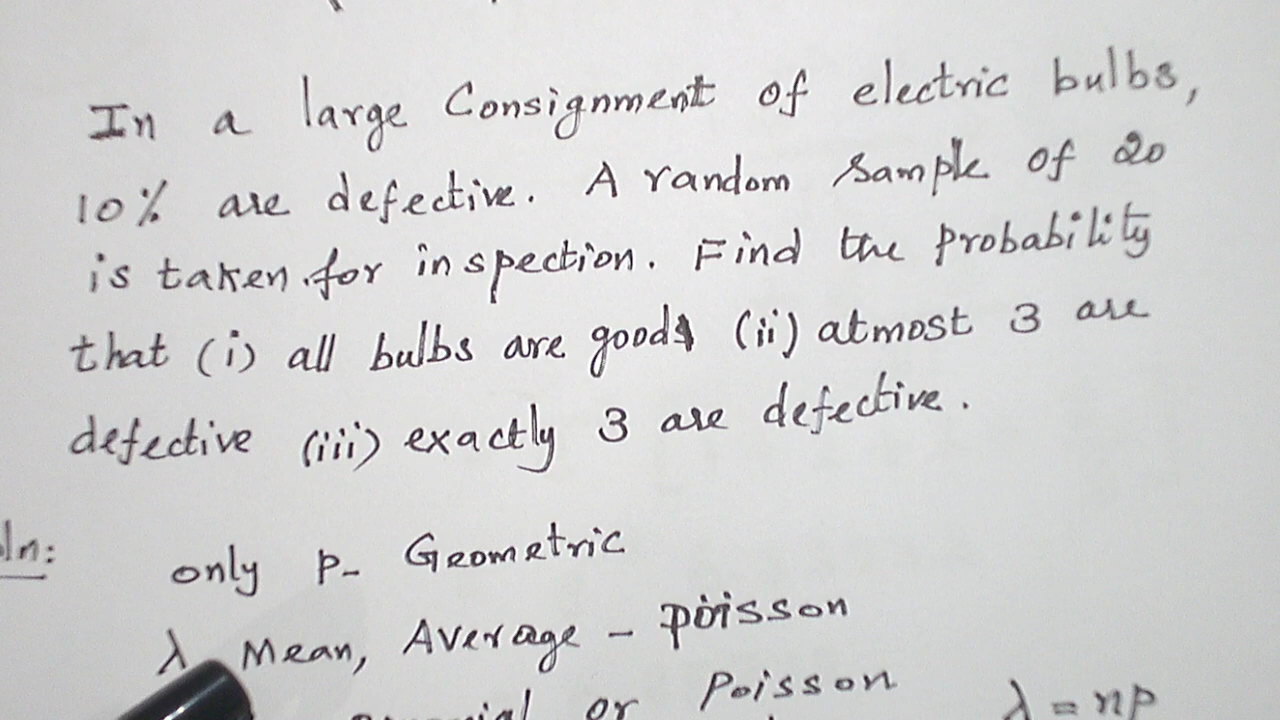 In a large Consignment of electric bulbs,
10% are defective. A random sample of 20
is taken for inspection. Find the probability
that (i) all bulbs are good (ii) atmost 3 are
defective (iii) exactly 3 are defective.
only p- Geometric
λ Mean, Average - poisson
or Poisson λ = np